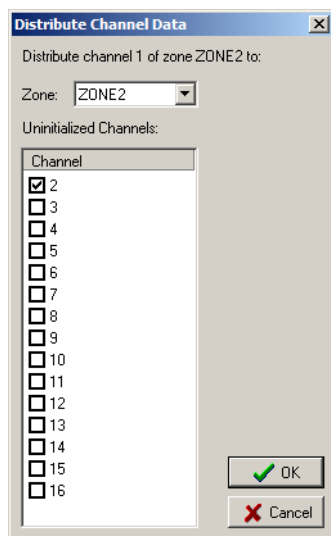 Distribute Channel Data
Distribute channel 1 of zone ZONE2 to:
Zone: ZONE2
Uninitialized Channels:
Channel
2
3
4
5
6
7
8
9
10
11
12
13
14
15
16
OK
Cancel